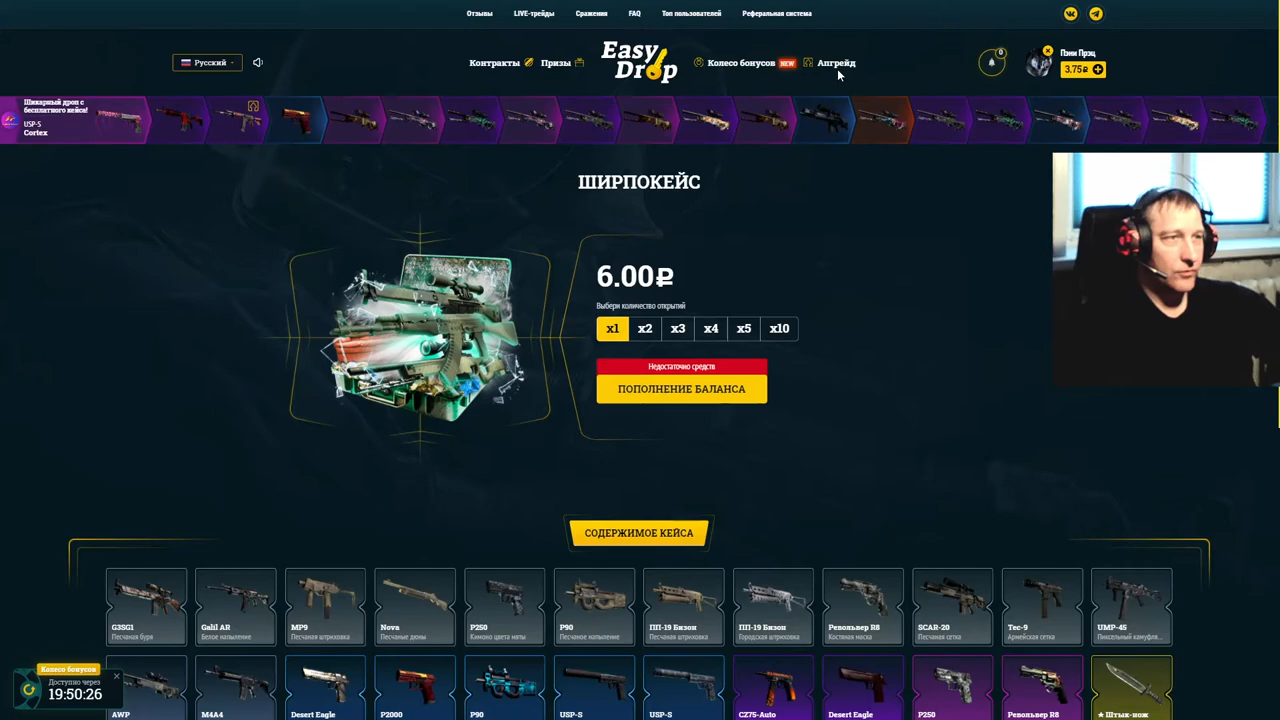 Отзывы LIVE-трейды Сражения FAQ Топ пользователей Реферальная система
Русский Контракты Призы Easy Drop Колесо бонусов NEW Апгрейд 0 Пэни Прэц
3.75₽
Шикарный дроп с
бесплатного кейса!
USP-S
Cortex
ШИРПОКЕЙС
6.00₽
Выбери количество открытий
x1 x2 x3 x4 x5 x10
Недостаточно средств
ПОПОЛНЕНИЕ БАЛАНСА
СОДЕРЖИМОЕ КЕЙСА
G3SG1 Galil AR MP9 Nova P250 P90 ПП-19 Бизон ПП-19 Бизон Револьвер R8 SCAR-20 Tec-9 UMP-45
Песчаная буря Белое напыление Песчаная штриховка Песчаные дюны Кимоно цвета мяты Песчаное напыление Песчаная штриховка Городская штриховка Костяная маска Песчаная сетка Армейская сетка Пиксельный камуфля...
Колесо бонусов
Доступно через
19:50:26
AWP M4A4 Desert Eagle P2000 P90 USP-S USP-S CZ75-Auto Desert Eagle P250 Револьвер R8 ★ Штык-нож